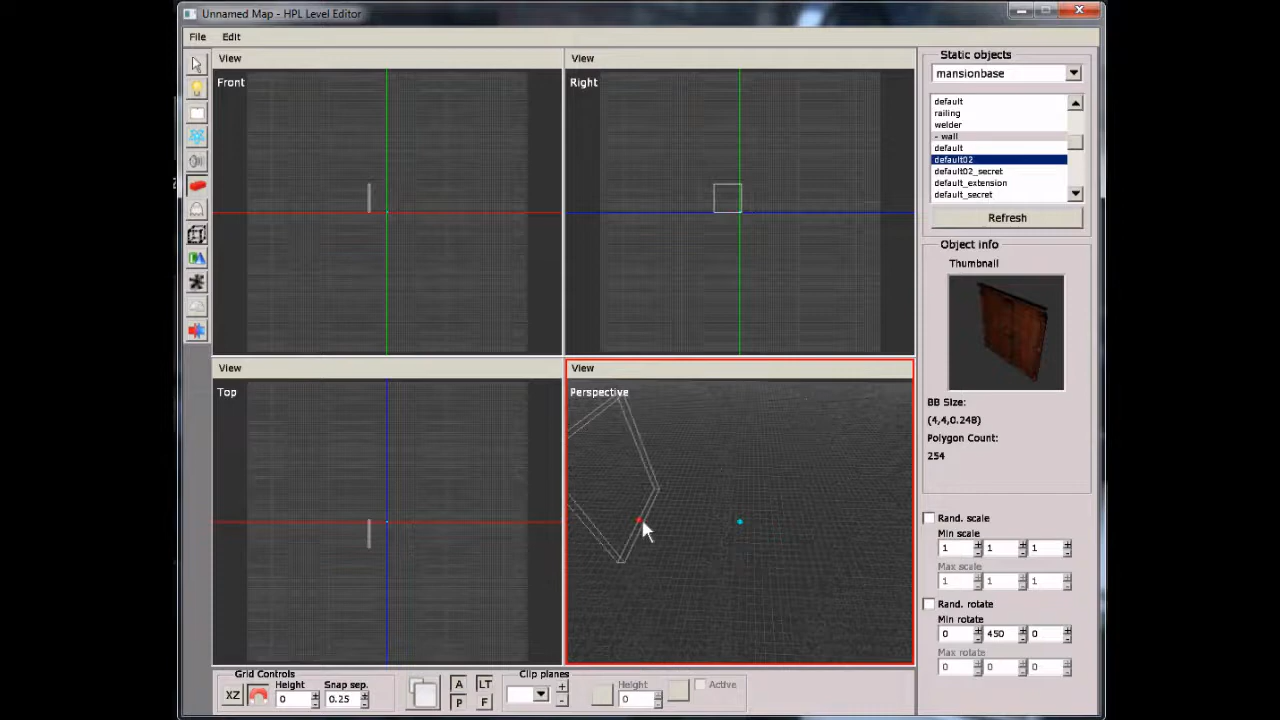 Unnamed Map - HPL Level Editor
File Edit
View
View
Static objects
Front
Right
mansionbase
default
railing
welder
- wall
default
default02
default02_secret
default_extension
default_secret
Refresh
Object info
Thumbnail
View
View
Top
Perspective
BB Size:
(4,4,0.248)
Polygon Count:
254
Rand. scale
Min scale
1 1 1
Max scale
1 1 1
Rand. rotate
Min rotate
0 450 0
Max rotate
0 0 0
Grid Controls
Height
Snap sep.
XZ
0
0.25
A
P
LT
F
Clip planes
+
-
Height
0
Active